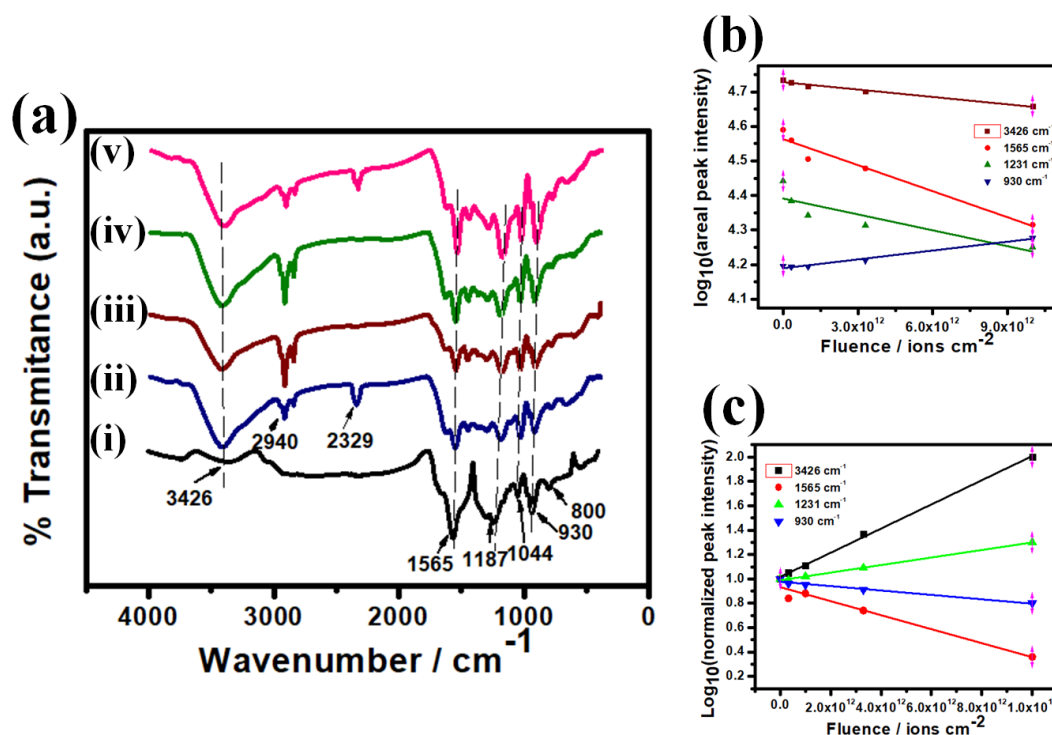 (a)
% Transmitance (a.u.)
(v)
(iv)
(iii)
(ii)
(i)
2940
2329
3426
1565
1187
1044
930
800
4000 3000 2000 1000 0
Wavenumber / cm-1
(b)
log10(areal peak intensity)
4.7
4.6
4.5
4.4
4.3
4.2
4.1
3426 cm-1
1565 cm-1
1231 cm-1
930 cm-1
0.0 3.0x10^12 6.0x10^12 9.0x10^12
Fluence / ions cm-2
(c)
Log10(normalized peak intensity)
2.0
1.8
1.6
1.4
1.2
1.0
0.8
0.6
0.4
0.2
3426 cm-1
1565 cm-1
1231 cm-1
930 cm-1
0.0 2.0x10^12 4.0x10^12 6.0x10^12 8.0x10^12 1.0x10^1
Fluence / ions cm-2